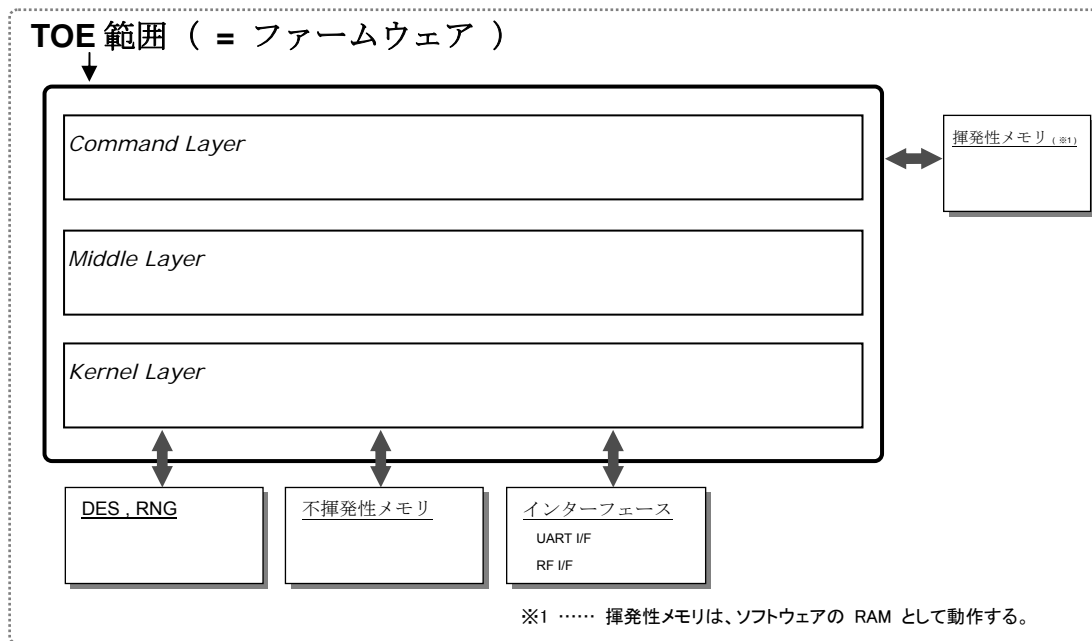 TOE 範囲 ( = ファームウェア )
Command Layer
揮発性メモリ(※1)
Middle Layer
Kernel Layer
DES , RNG
不揮発性メモリ
インターフェース
UART I/F
RF I/F
※1 …… 揮発性メモリは、ソフトウェアの RAM として動作する。